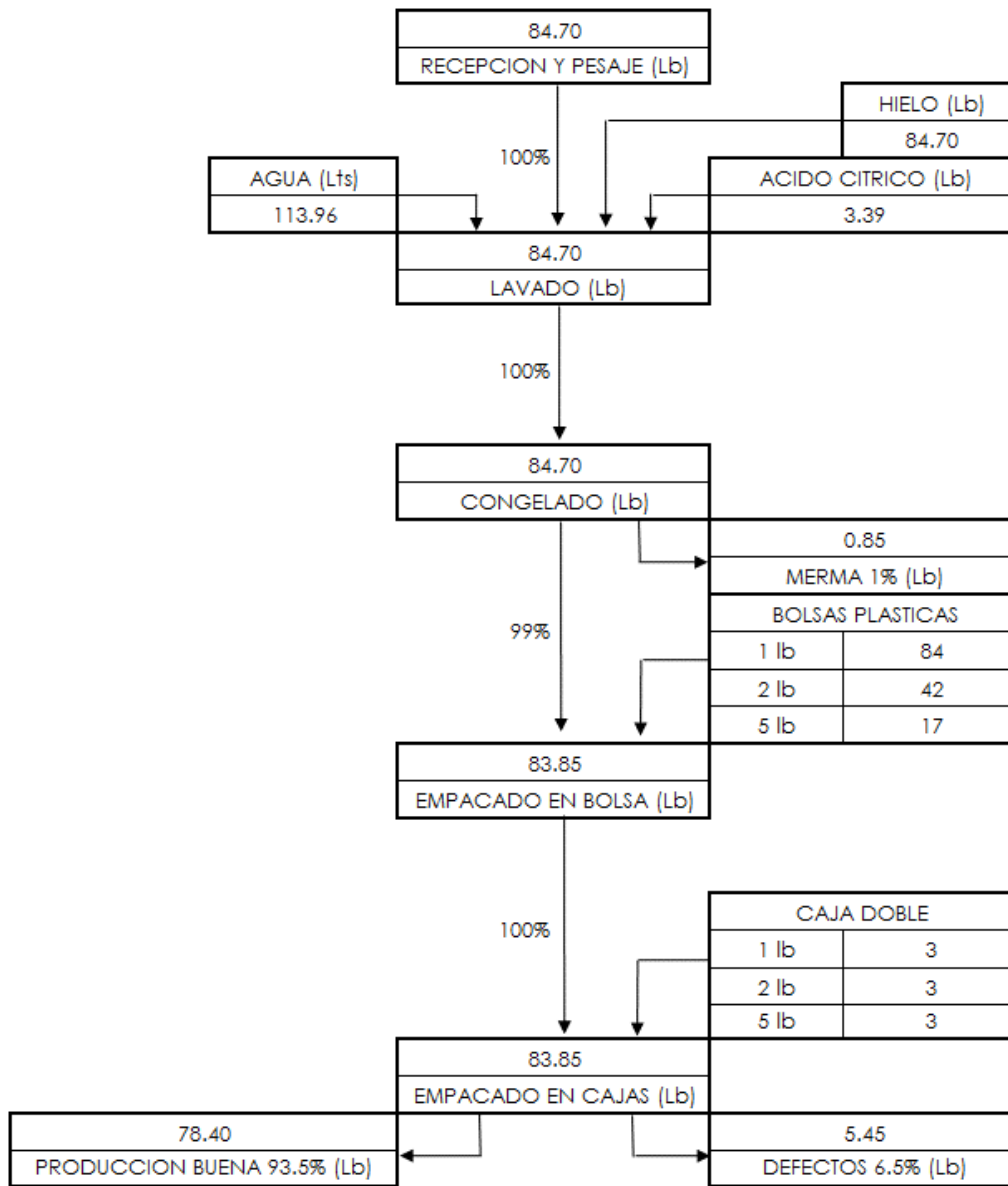 84.70
RECEPCION Y PESAJE (Lb)
HIELO (Lb)
84.70
100%
AGUA (Lts)
113.96
ACIDO CITRICO (Lb)
3.39
84.70
LAVADO (Lb)
100%
84.70
CONGELADO (Lb)
0.85
MERMA 1% (Lb)
99%
BOLSAS PLASTICAS
1 lb 84
2 lb 42
5 lb 17
83.85
EMPACADO EN BOLSA (Lb)
100%
CAJA DOBLE
1 lb 3
2 lb 3
5 lb 3
83.85
EMPACADO EN CAJAS (Lb)
78.40
PRODUCCION BUENA 93.5% (Lb)
5.45
DEFECTOS 6.5% (Lb)